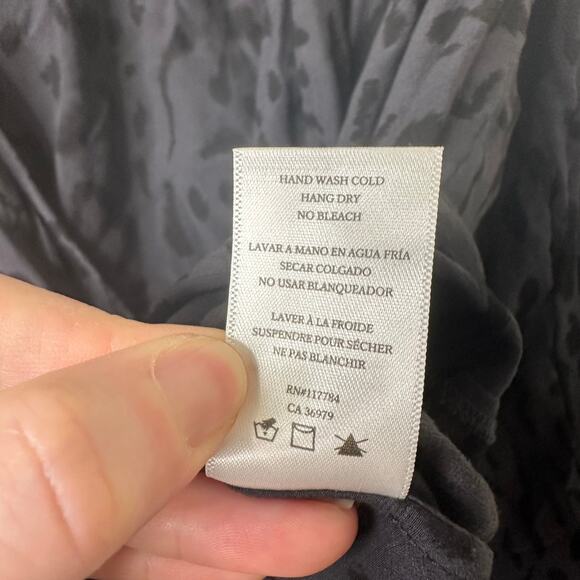 HAND WASH COLD
HANG DRY
NO BLEACH
LAVAR A MANO EN AGUA FRÍA
SECAR COLGADO
NO USAR BLANQUEADOR
LAVER À LA FROIDE
SUSPENDRE POUR SÉCHER
NE PAS BLANCHIR
RN#117784
CA 36979